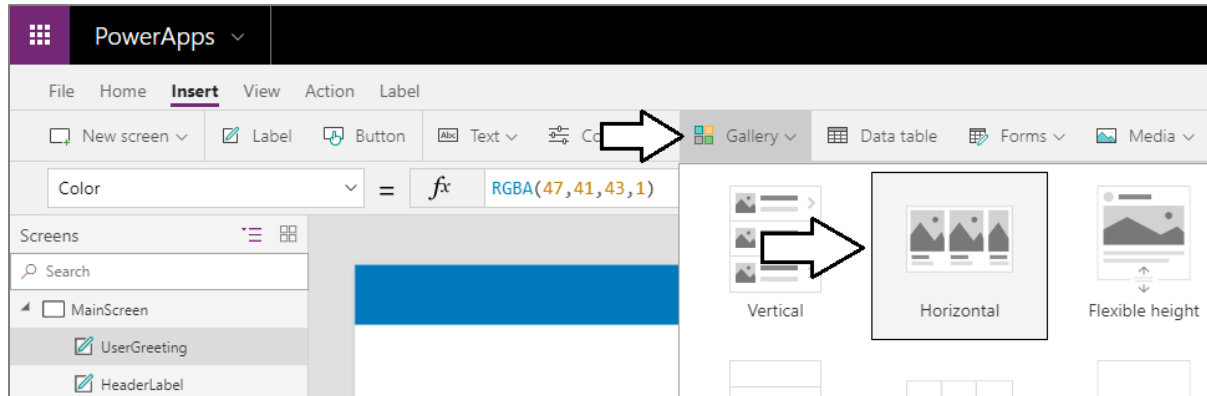 PowerApps
File Home Insert View Action Label
New screen Label Button Abc Text Gallery Data table Forms Media
Color = fx RGBA(47,41,43,1)
Screens
Search
Vertical Horizontal Flexible height
MainScreen
UserGreeting
HeaderLabel